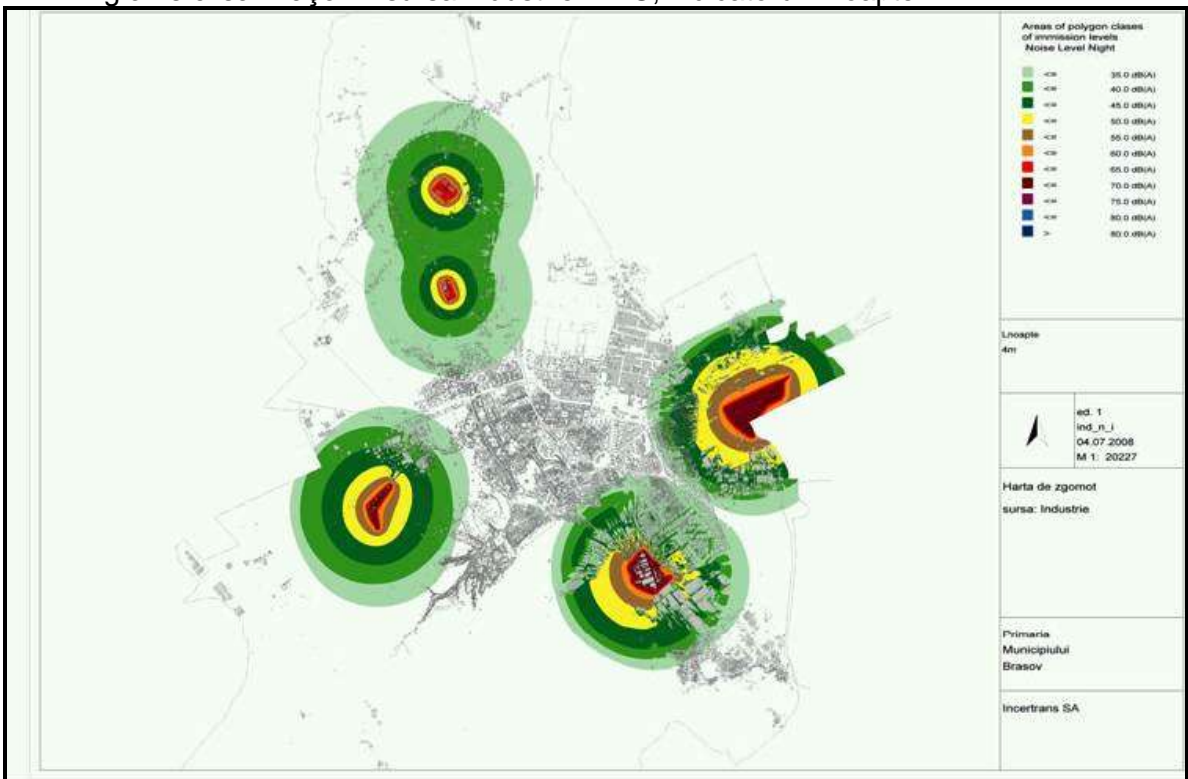 Areas of polygon clases
of immission levels
Noise Level Night
<= 35.0 dB(A)
<= 40.0 dB(A)
<= 45.0 dB(A)
<= 50.0 dB(A)
<= 55.0 dB(A)
<= 60.0 dB(A)
<= 65.0 dB(A)
<= 70.0 dB(A)
<= 75.0 dB(A)
<= 80.0 dB(A)
> 80.0 dB(A)
Lnoapte
4m
ed. 1
ind_n_i
04.07.2008
M 1: 20227
Harta de zgomot
sursa: Industrie
Primaria
Municipiului
Brasov
Incertrans SA